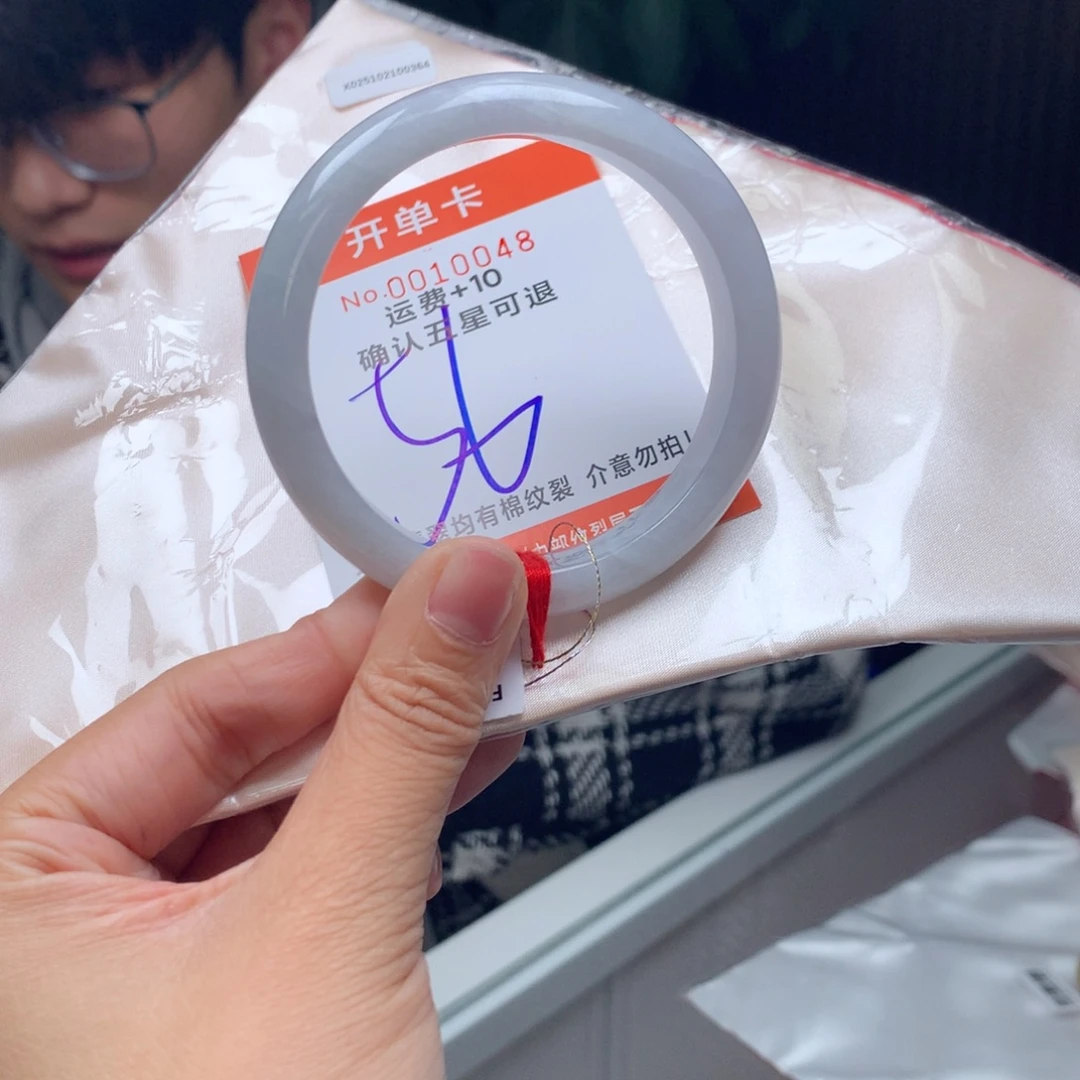 KD25102100364
开单卡
No.0010048
运费+10
确认五星可退
均有棉纹裂 介意勿拍!